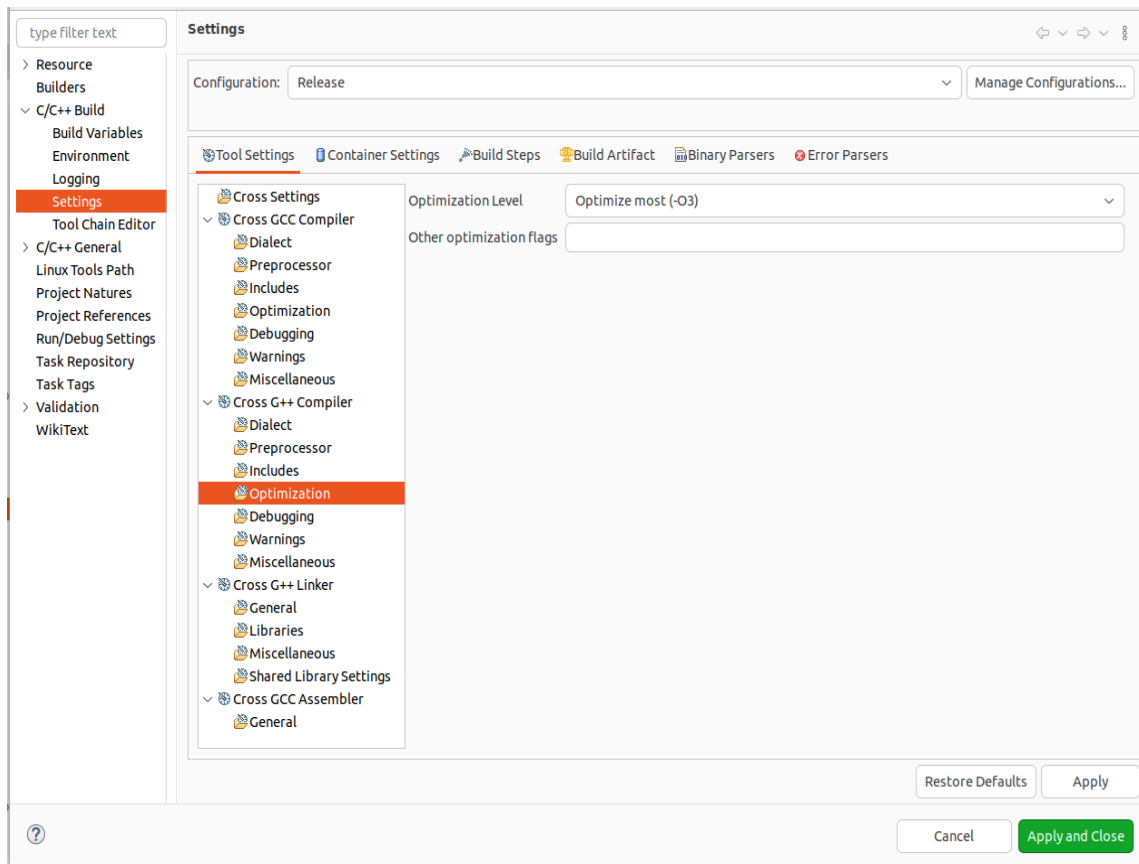 type filter text
Resource
Builders
C/C++ Build
Build Variables
Environment
Logging
Settings
Tool Chain Editor
C/C++ General
Linux Tools Path
Project Natures
Project References
Run/Debug Settings
Task Repository
Task Tags
Validation
WikiText
Settings
Configuration: Release Manage Configurations...
Tool Settings Container Settings Build Steps Build Artifact Binary Parsers Error Parsers
Cross Settings
Cross GCC Compiler
Dialect
Preprocessor
Includes
Optimization
Debugging
Warnings
Miscellaneous
Cross G++ Compiler
Dialect
Preprocessor
Includes
Optimization
Debugging
Warnings
Miscellaneous
Cross G++ Linker
General
Libraries
Miscellaneous
Shared Library Settings
Cross GCC Assembler
General
Optimization Level Optimize most (-O3)
Other optimization flags
Restore Defaults Apply
Cancel Apply and Close